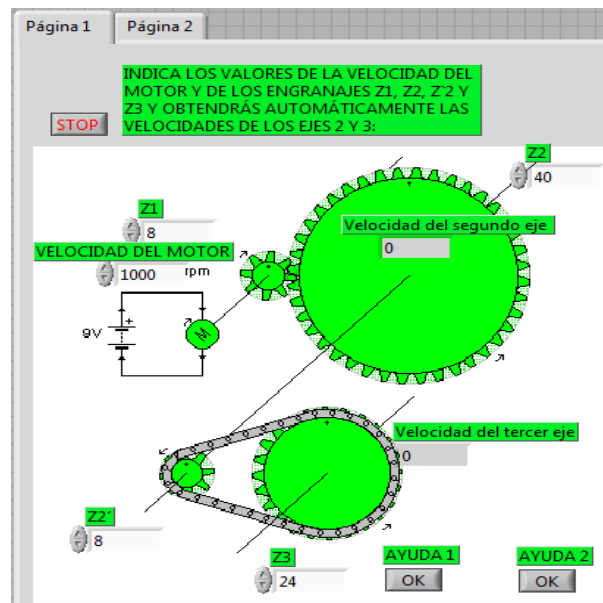 Página 1
Página 2
INDICA LOS VALORES DE LA VELOCIDAD DEL
MOTOR Y DE LOS ENGRANAJES Z1, Z2, Z´2 Y
Z3 Y OBTENDRÁS AUTOMÁTICAMENTE LAS
VELOCIDADES DE LOS EJES 2 Y 3:
STOP
Z2
40
Z1
8
Velocidad del segundo eje
0
VELOCIDAD DEL MOTOR
1000 rpm
9V
+
M
Velocidad del tercer eje
0
Z2´
8
Z3
24
AYUDA 1
OK
AYUDA 2
OK